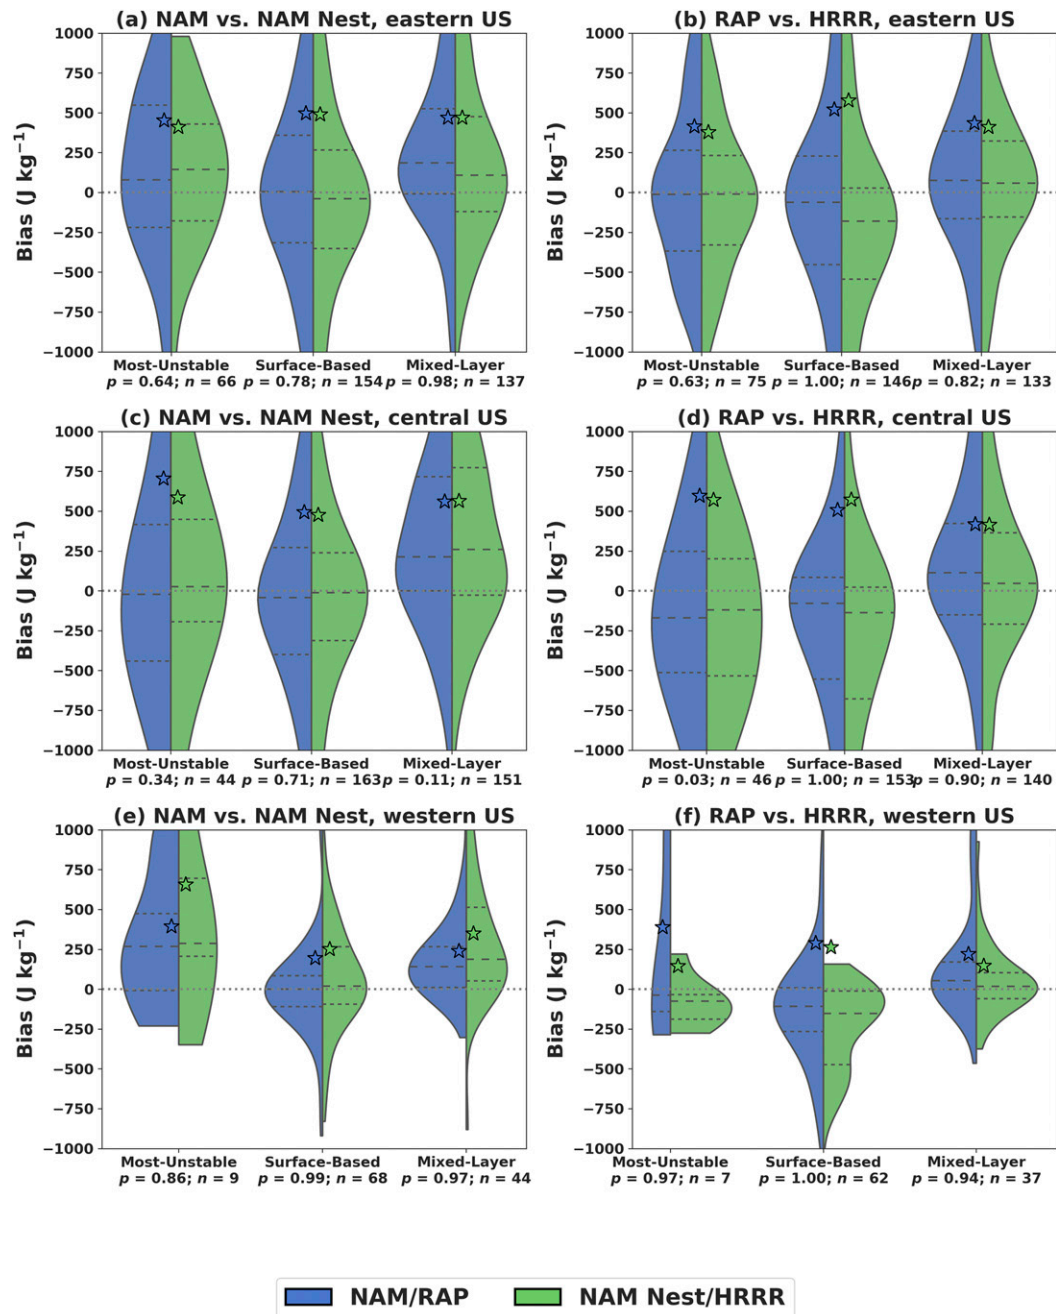 (a) NAM vs. NAM Nest, eastern US
(b) RAP vs. HRRR, eastern US
Bias (J kg⁻¹)
1000
750
500
250
0
−250
−500
−750
−1000
Most-Unstable
p = 0.64; n = 66
Surface-Based
p = 0.78; n = 154
Mixed-Layer
p = 0.98; n = 137
Bias (J kg⁻¹)
1000
750
500
250
0
−250
−500
−750
−1000
Most-Unstable
p = 0.63; n = 75
Surface-Based
p = 1.00; n = 146
Mixed-Layer
p = 0.82; n = 133
(c) NAM vs. NAM Nest, central US
(d) RAP vs. HRRR, central US
Bias (J kg⁻¹)
1000
750
500
250
0
−250
−500
−750
−1000
Most-Unstable
p = 0.34; n = 44
Surface-Based
p = 0.71; n = 163
Mixed-Layer
p = 0.11; n = 151
Bias (J kg⁻¹)
1000
750
500
250
0
−250
−500
−750
−1000
Most-Unstable
p = 0.03; n = 46
Surface-Based
p = 1.00; n = 153
Mixed-Layer
p = 0.90; n = 140
(e) NAM vs. NAM Nest, western US
(f) RAP vs. HRRR, western US
Bias (J kg⁻¹)
1000
750
500
250
0
−250
−500
−750
−1000
Most-Unstable
p = 0.86; n = 9
Surface-Based
p = 0.99; n = 68
Mixed-Layer
p = 0.97; n = 44
Bias (J kg⁻¹)
1000
750
500
250
0
−250
−500
−750
−1000
Most-Unstable
p = 0.97; n = 7
Surface-Based
p = 1.00; n = 62
Mixed-Layer
p = 0.94; n = 37
NAM/RAP
NAM Nest/HRRR